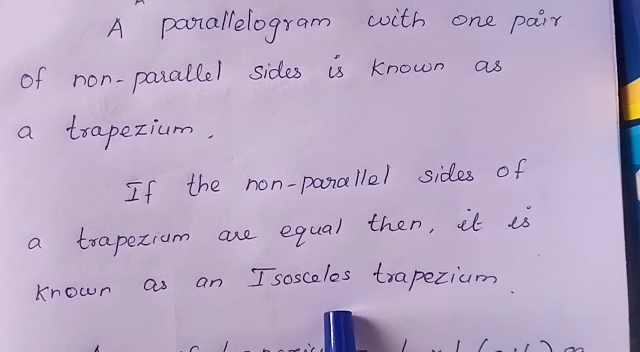 A parallelogram with one pair
of non-parallel sides is known as
a trapezium.
If the non-parallel sides of
a trapezium are equal then, it is
known as an Isosceles trapezium.